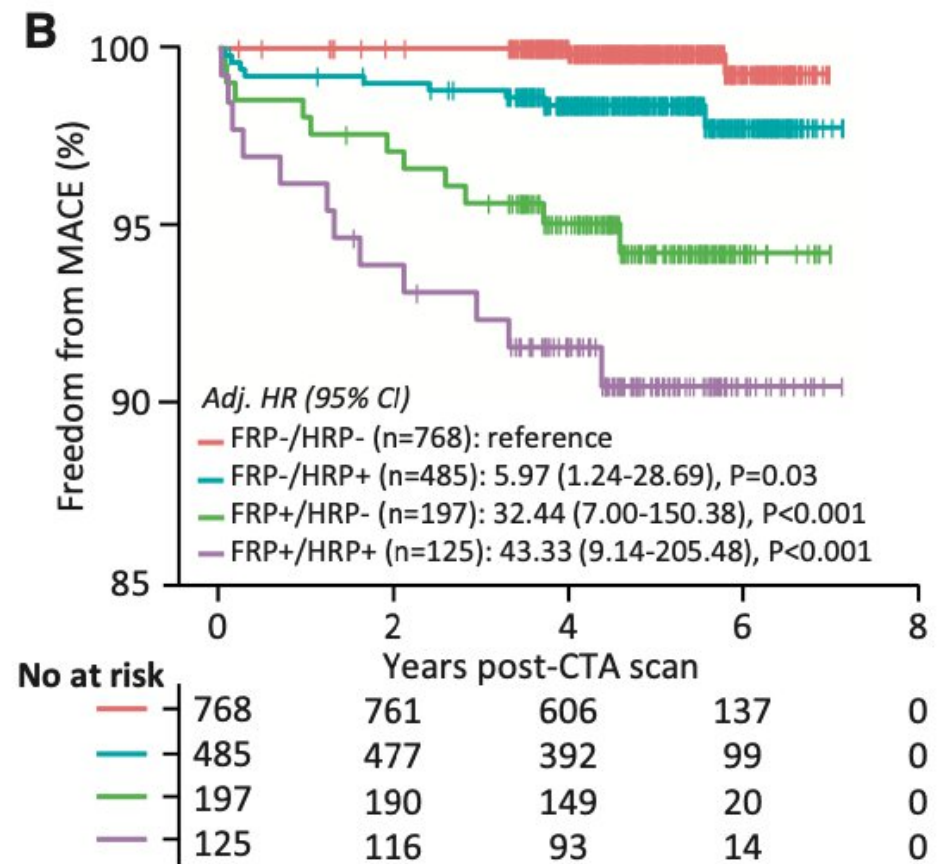 B
Freedom from MACE (%)
100
95
90
85
Adj. HR (95% CI)
FRP-/HRP- (n=768): reference
FRP-/HRP+ (n=485): 5.97 (1.24-28.69), P=0.03
FRP+/HRP- (n=197): 32.44 (7.00-150.38), P<0.001
FRP+/HRP+ (n=125): 43.33 (9.14-205.48), P<0.001
0 2 4 6 8
Years post-CTA scan
No at risk
768 761 606 137 0
485 477 392 99 0
197 190 149 20 0
125 116 93 14 0